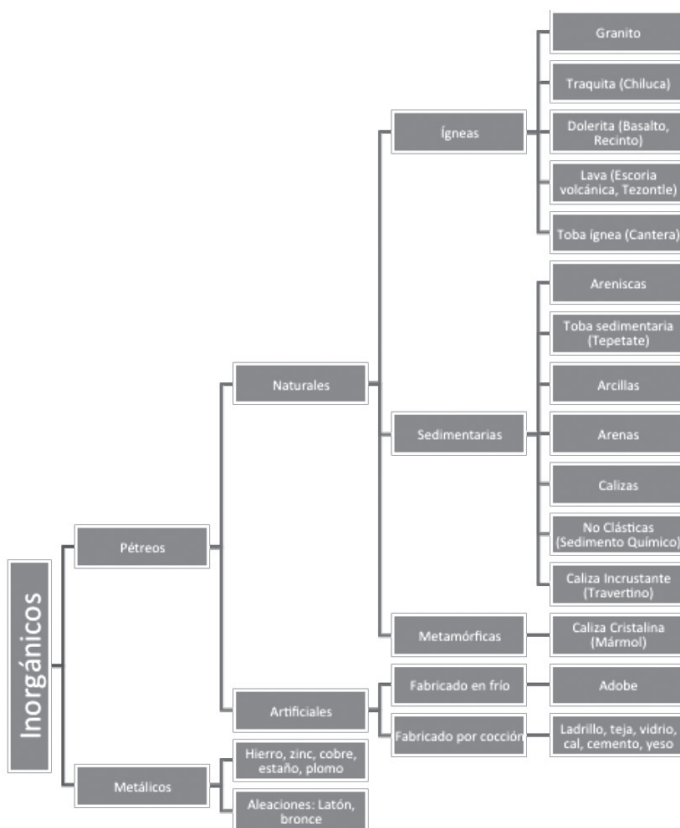 Inorgánicos
Pétreos
Naturales
Ígneas
Granito
Traquita (Chiluca)
Dolerita (Basalto,
Recinto)
Lava (Escoria
volcánica, Tezontle)
Toba ígnea (Cantera)
Sedimentarias
Areniscas
Toba sedimentaria
(Tepetate)
Arcillas
Arenas
Calizas
No Clásticas
(Sedimento Químico)
Caliza Incrustante
(Travertino)
Metamórficas
Caliza Cristalina
(Mármol)
Artificiales
Fabricado en frío
Adobe
Fabricado por cocción
Ladrillo, teja, vidrio,
cal, cemento, yeso
Metálicos
Hierro, zinc, cobre,
estaño, plomo
Aleaciones: Latón,
bronce